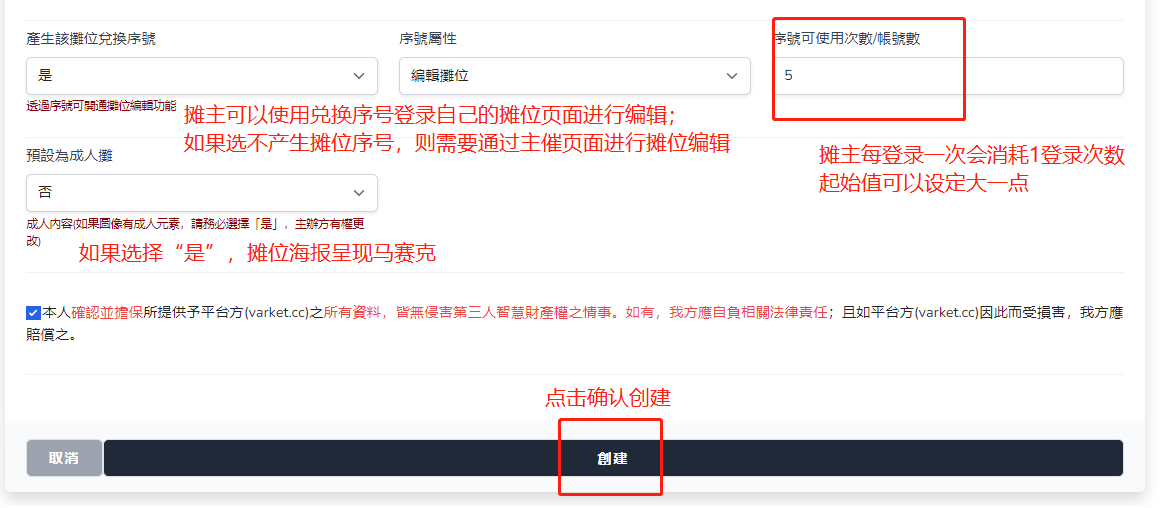 產生該攤位兌換序號
序號屬性
序號可使用次數/帳號數
是
編輯攤位
5
透過序號可開通攤位編輯功能
摊主可以使用兑换序号登录自己的摊位页面进行编辑；
如果选不产生摊位序号，则需要通过主催页面进行摊位编辑
預設為成人攤
摊主每登录一次会消耗1登录次数
起始值可以设定大一点
否
成人内容(如果圖像有成人元素，請務必選擇「是」，主辦方有權更
改)
如果选择“是”，摊位海报呈现马赛克
本人確認並擔保所提供予平台方(varket.cc)之所有資料，皆無侵害第三人智慧財產權之情事。如有，我方應自負相關法律責任；且如平台方(varket.cc)因此而受損害，我方應
賠償之。
点击确认创建
取消
創建